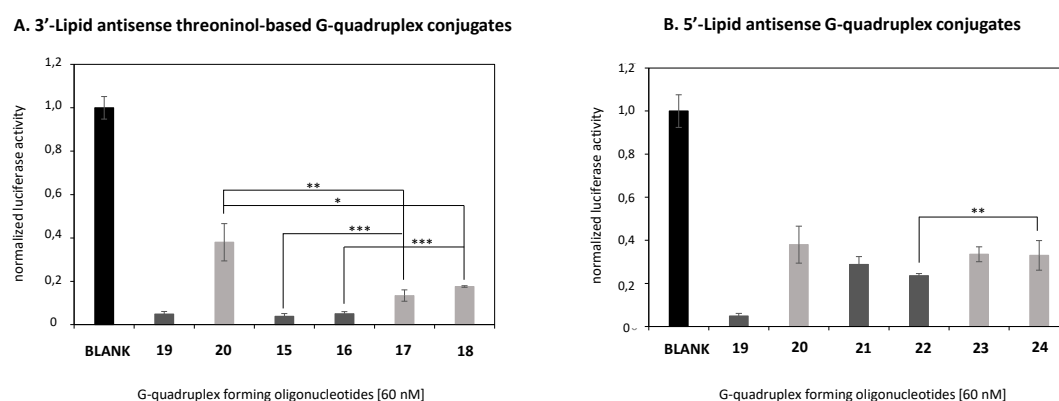 A. 3′-Lipid antisense threoninol-based G-quadruplex conjugates
normalized luciferase activity
1,2
1,0
0,8
0,6
0,4
0,2
0
**
*
***
***
BLANK 19 20 15 16 17 18
G-quadruplex forming oligonucleotides [60 nM]
B. 5′-Lipid antisense G-quadruplex conjugates
normalized luciferase activity
1,2
1,0
0,8
0,6
0,4
0,2
0
**
BLANK 19 20 21 22 23 24
G-quadruplex forming oligonucleotides [60 nM]